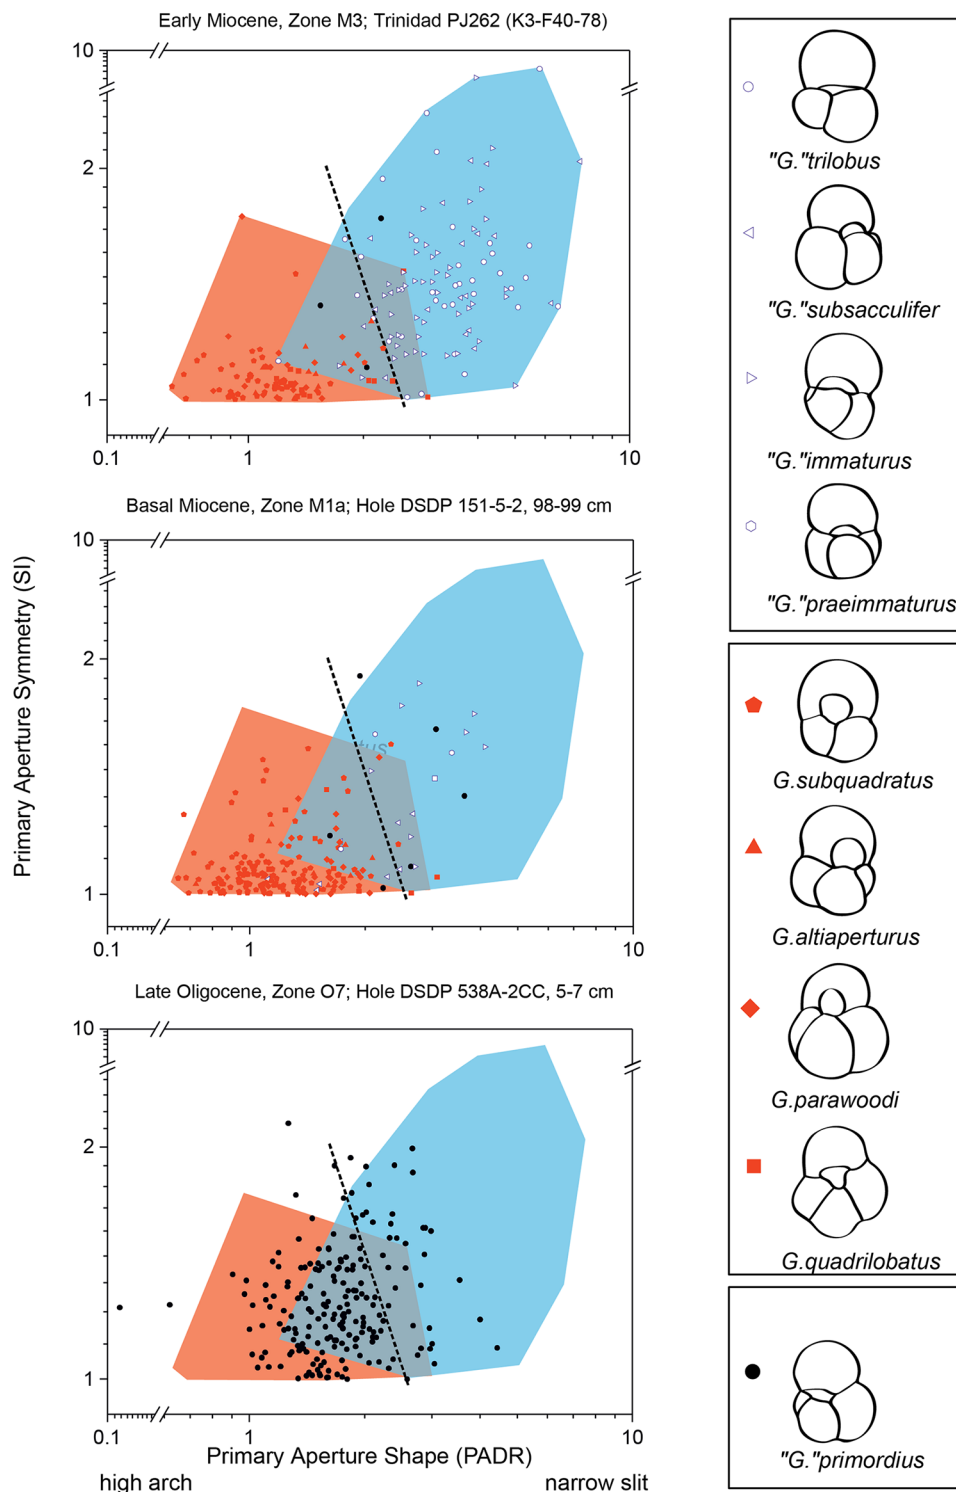 Early Miocene, Zone M3; Trinidad PJ262 (K3-F40-78)
10
2
1
0.1
1
10
Basal Miocene, Zone M1a; Hole DSDP 151-5-2, 98-99 cm
10
2
1
0.1
1
10
Late Oligocene, Zone O7; Hole DSDP 538A-2CC, 5-7 cm
10
2
1
0.1
1
10
Primary Aperture Symmetry (SI)
Primary Aperture Shape (PADR)
high arch
narrow slit
"G."trilobus
"G."subsacculifer
"G."immaturus
"G."praeimmaturus
G.subquadratus
G.altiaperturus
G.parawoodi
G.quadrilobatus
"G."primordius